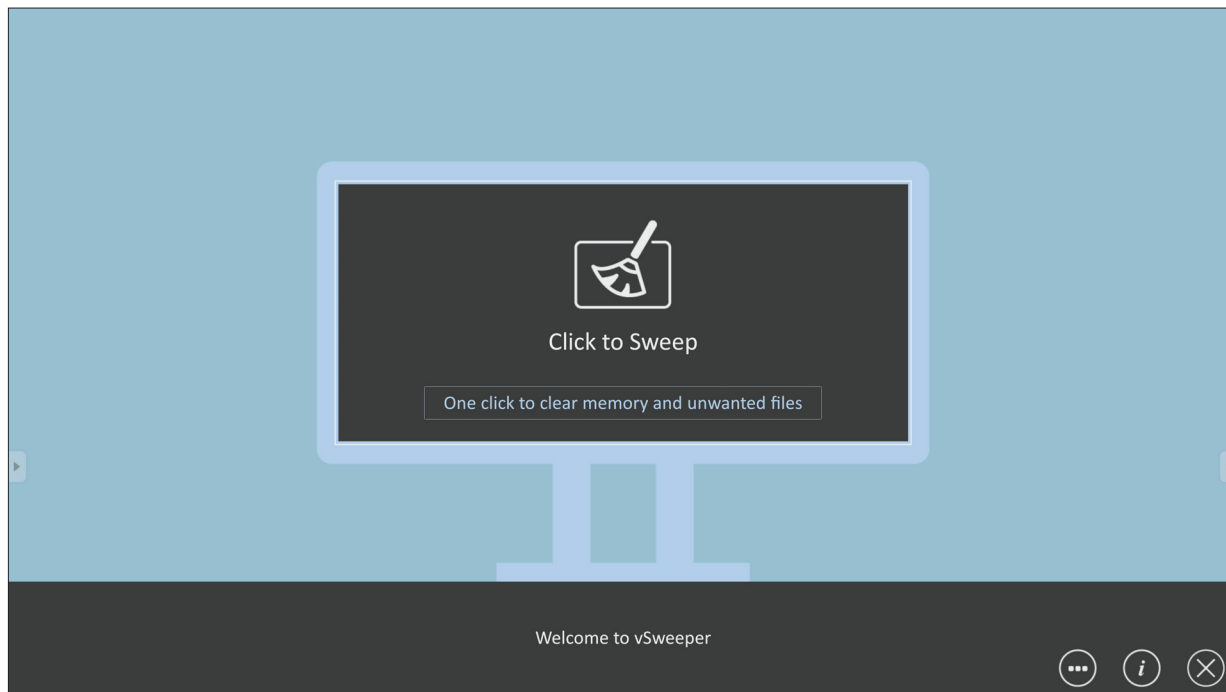 Click to Sweep
One click to clear memory and unwanted files
Welcome to vSweeper
i